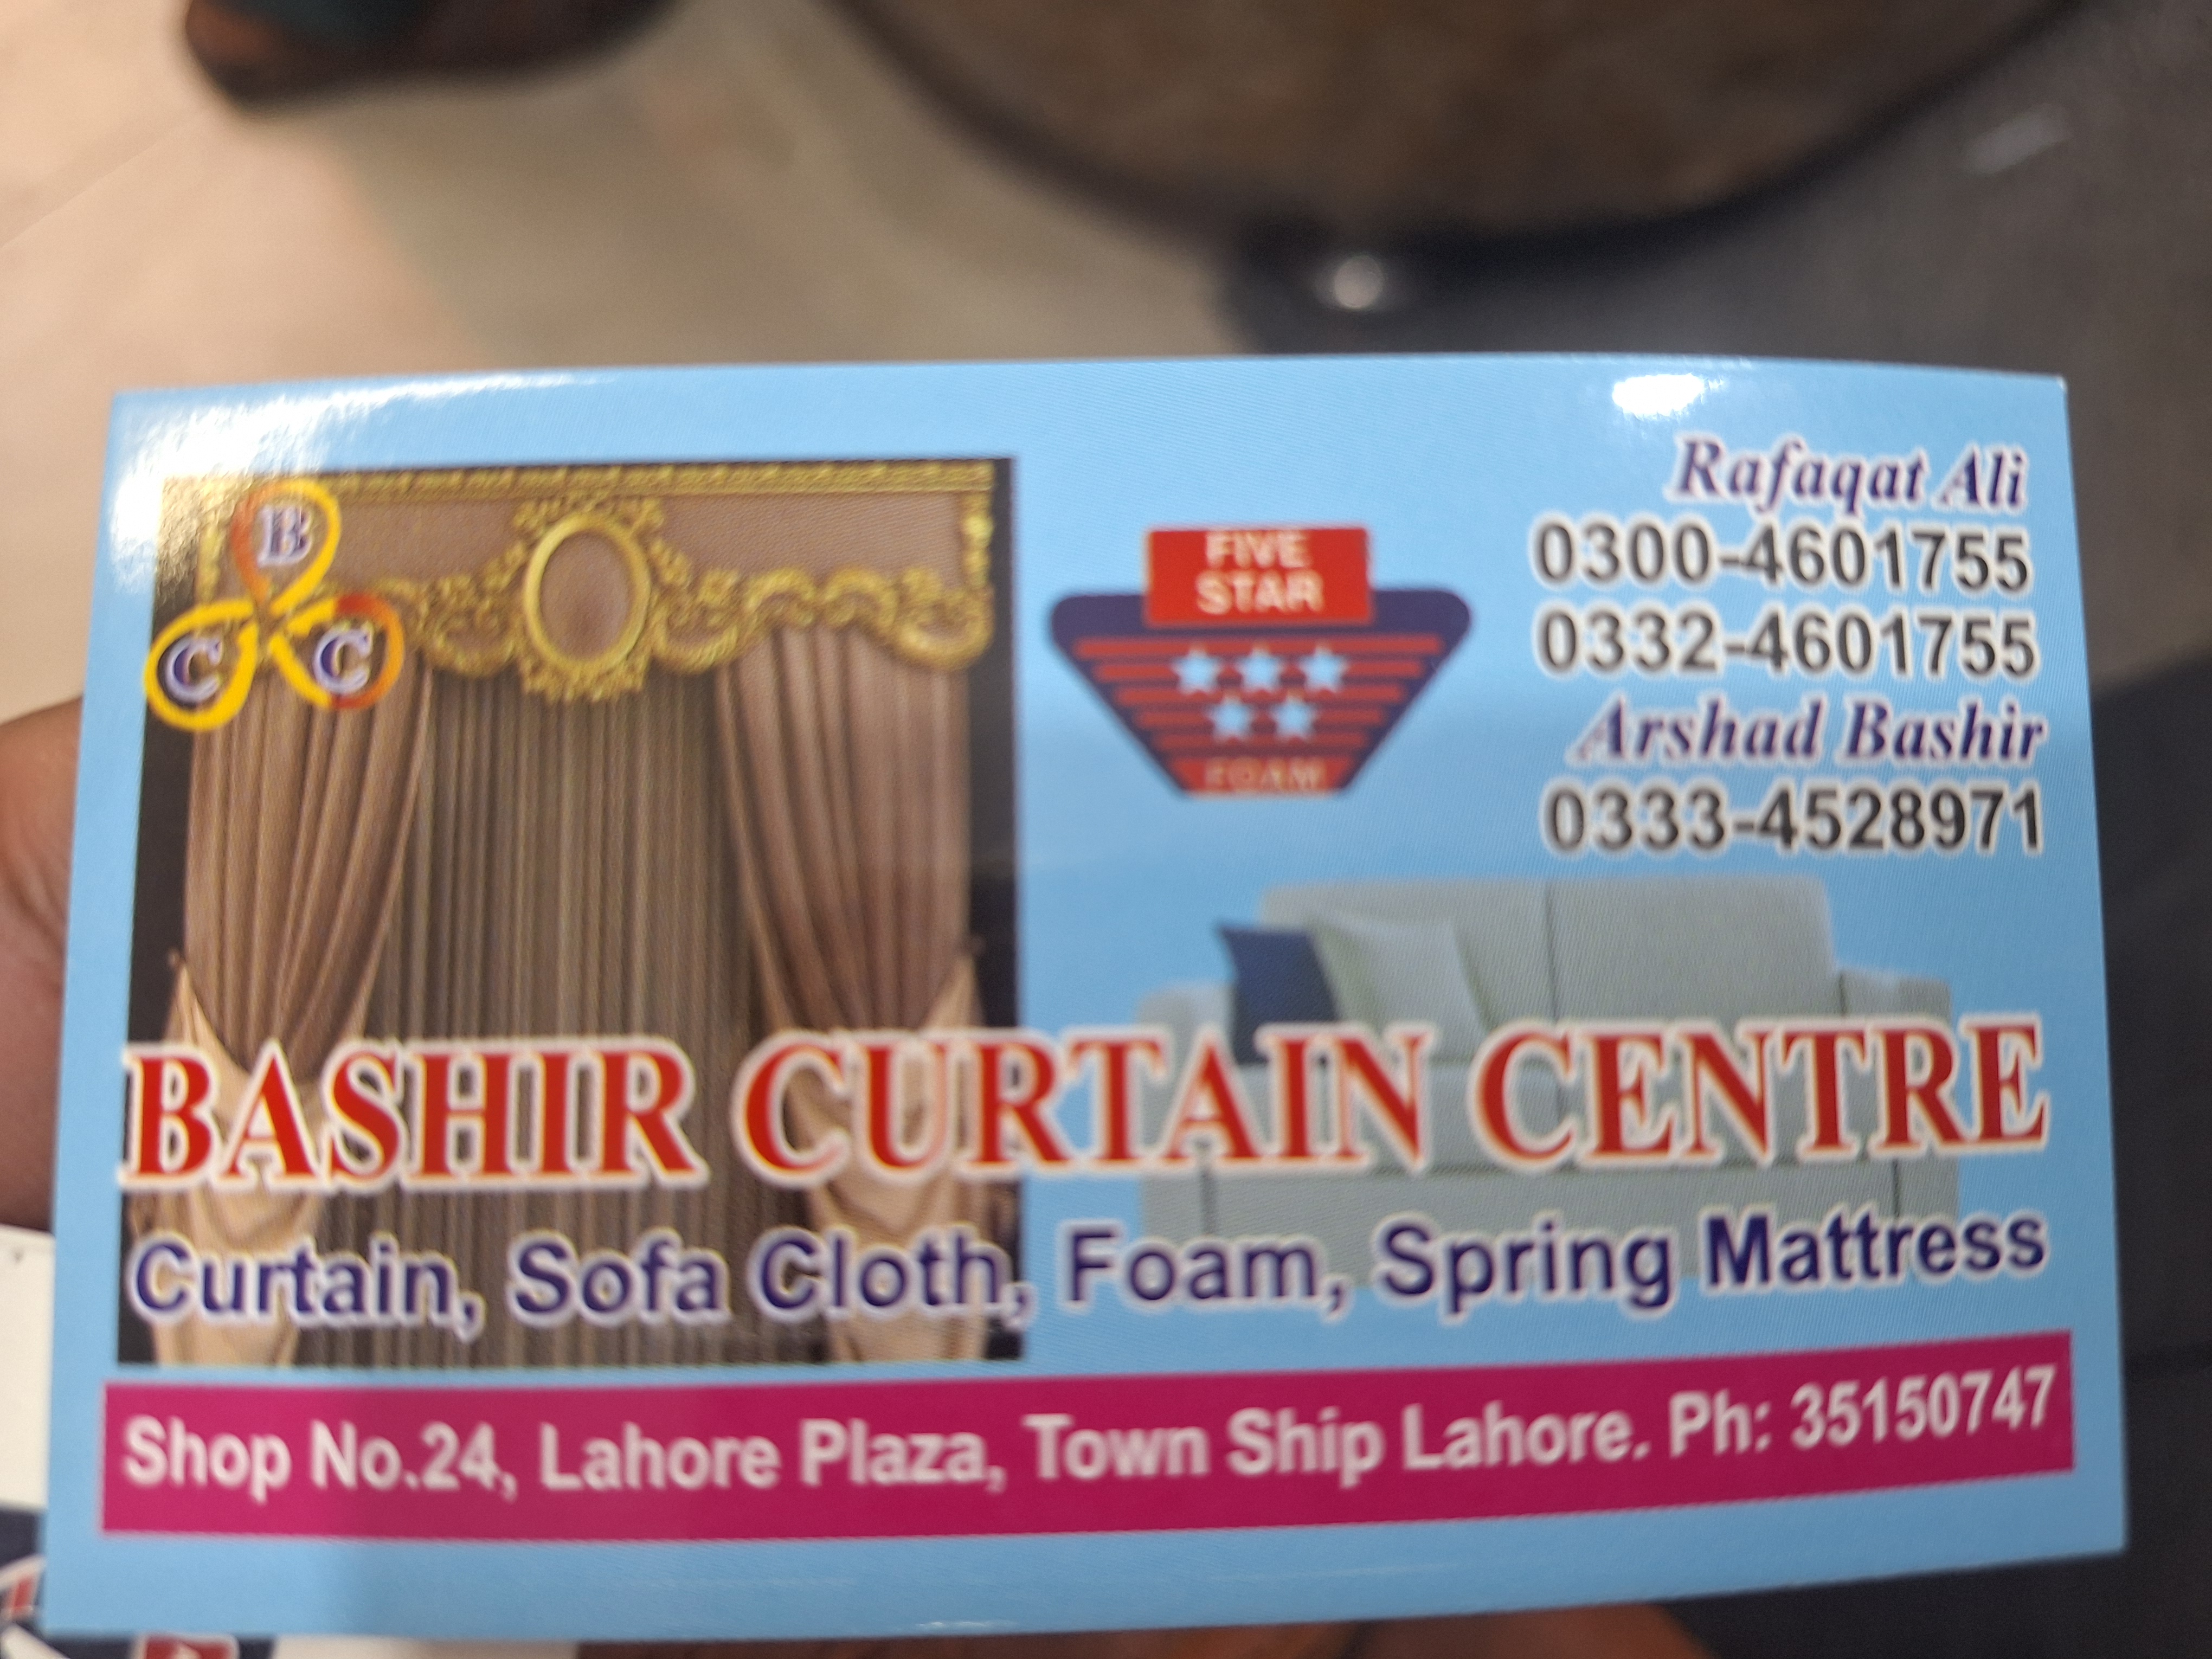 B
C C
FIVE
STAR
FOAM
Rafaqat Ali
0300-4601755
0332-4601755
Arshad Bashir
0333-4528971
BASHIR CURTAIN CENTRE
Curtain, Sofa Cloth, Foam, Spring Mattress
Shop No.24, Lahore Plaza, Town Ship Lahore. Ph: 35150747